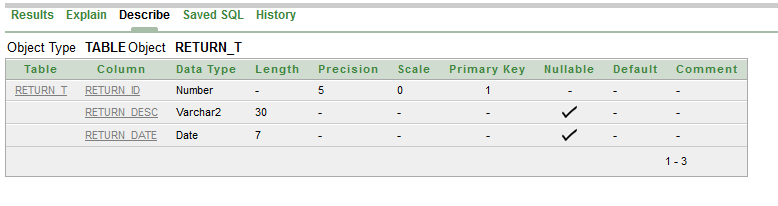 Results Explain Describe Saved SQL History
Object Type TABLE Object RETURN_T
Table Column Data Type Length Precision Scale Primary Key Nullable Default Comment
RETURN_T RETURN_ID Number - 5 0 1 - - -
RETURN_DESC Varchar2 30 - - - ✓ - -
RETURN_DATE Date 7 - - - ✓ - -
1 - 3